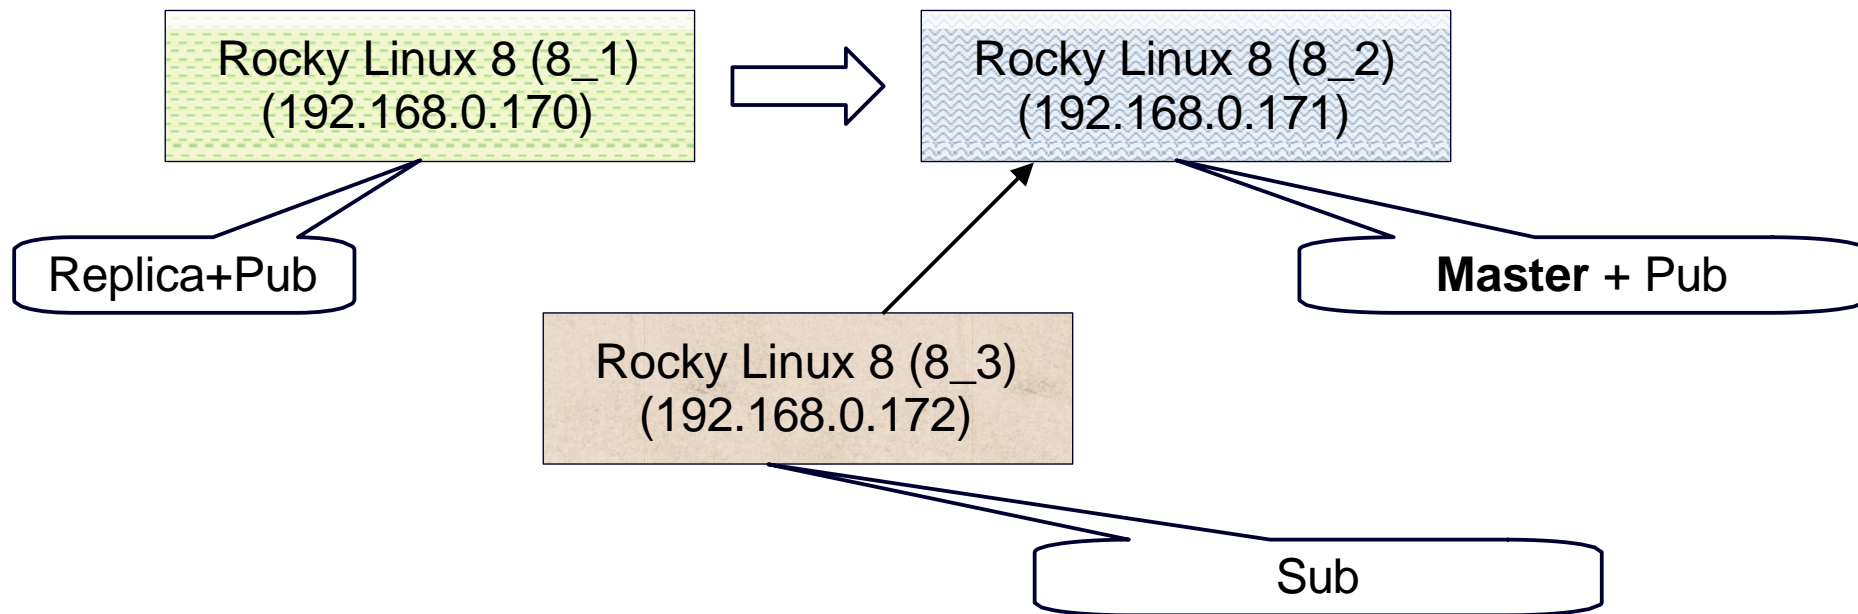 Rocky Linux 8 (8_1)
(192.168.0.170)
Rocky Linux 8 (8_2)
(192.168.0.171)
Replica+Pub
Master + Pub
Rocky Linux 8 (8_3)
(192.168.0.172)
Sub